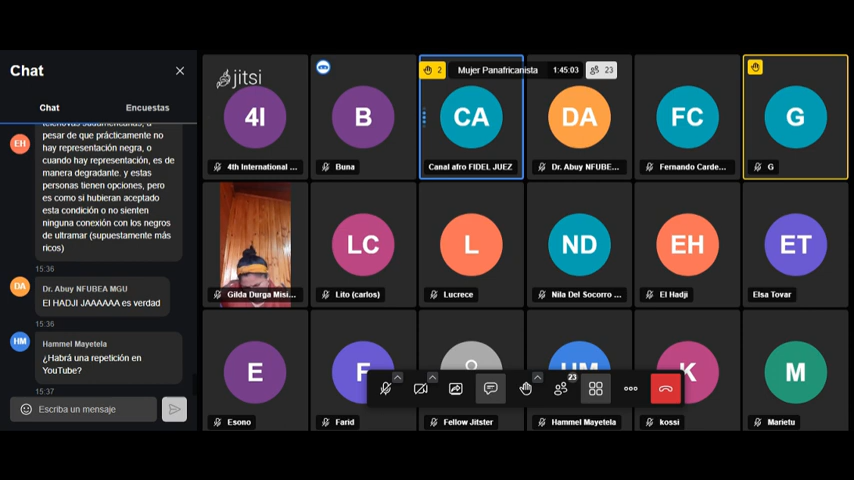 Chat
Chat
Encuestas
telenovelas sudamericanas, a
pesar de que prácticamente no
hay representación negra, o
cuando hay representación, es de
manera degradante. y estas
personas tienen opciones, pero
es como si hubieran aceptado
esta condición o no sienten
ninguna conexión con los negros
de ultramar (supuestamente más
ricos)
EH
15:36
DA
Dr. Abuy NFUBEA MGU
El HADJI JAAAAAA es verdad
15:36
HM
Hammel Mayetela
¿Habrá una repetición en
YouTube?
15:37
Escriba un mensaje
jitsi
2
Mujer Panafricanista
1:45:03
23
4I
B
CA
DA
FC
G
4th International ...
Buna
Canal afro FIDEL JUEZ
Dr. Abuy NFUBE...
Fernando Carde...
G
LC
L
ND
EH
ET
Gilda Durga Misi...
Lito (carlos)
Lucrece
Nila Del Socorro ...
El Hadji
Elsa Tovar
E
F
HM
K
M
23
Esono
Farid
Fellow Jitster
Hammel Mayetela
kossi
Marietu